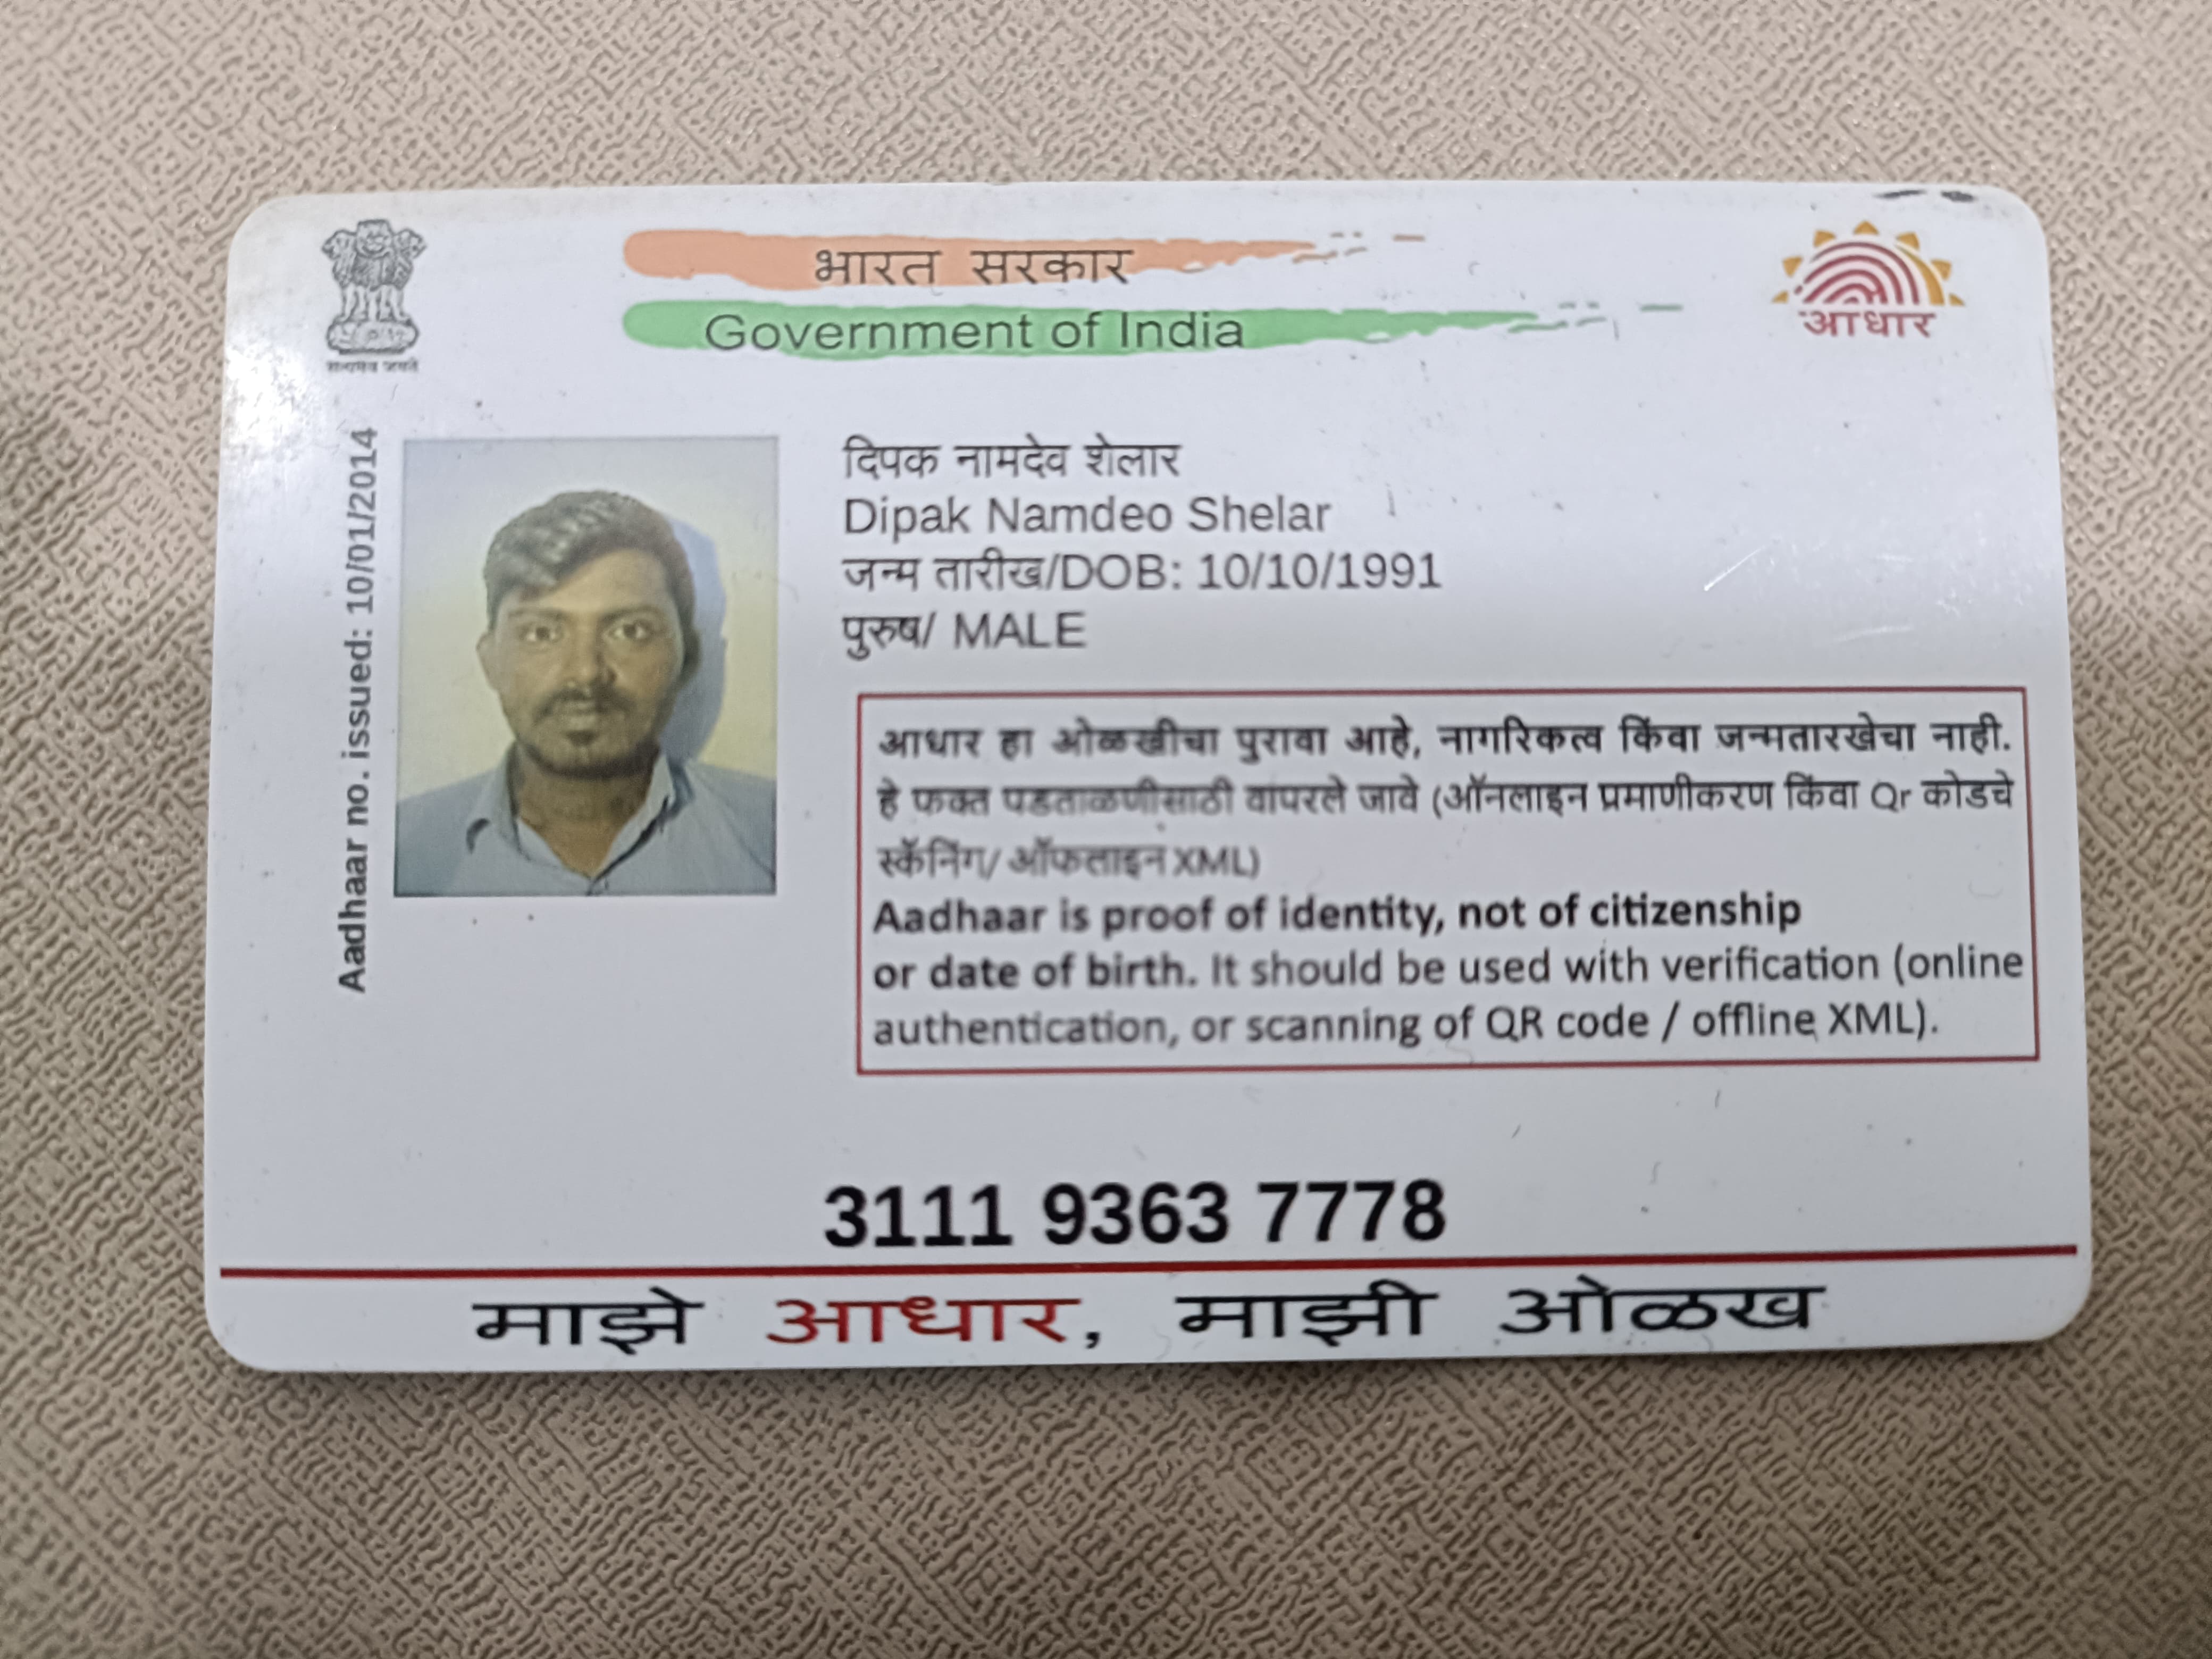 भारत सरकार
Government of India
सत्यमेव जयते
आधार
Aadhaar no. issued: 10/01/2014
दिपक नामदेव शेलार
Dipak Namdeo Shelar
जन्म तारीख/DOB: 10/10/1991
पुरुष/ MALE
आधार हा ओळखीचा पुरावा आहे, नागरिकत्व किंवा जन्मतारखेचा नाही.
हे फक्त पडताळणीसाठी वापरले जावे (ऑनलाइन प्रमाणीकरण किंवा Qr कोडचे
स्कॅनिंग/ ऑफलाइन XML)
Aadhaar is proof of identity, not of citizenship
or date of birth. It should be used with verification (online
authentication, or scanning of QR code / offline XML).
3111 9363 7778
माझे आधार, माझी ओळख